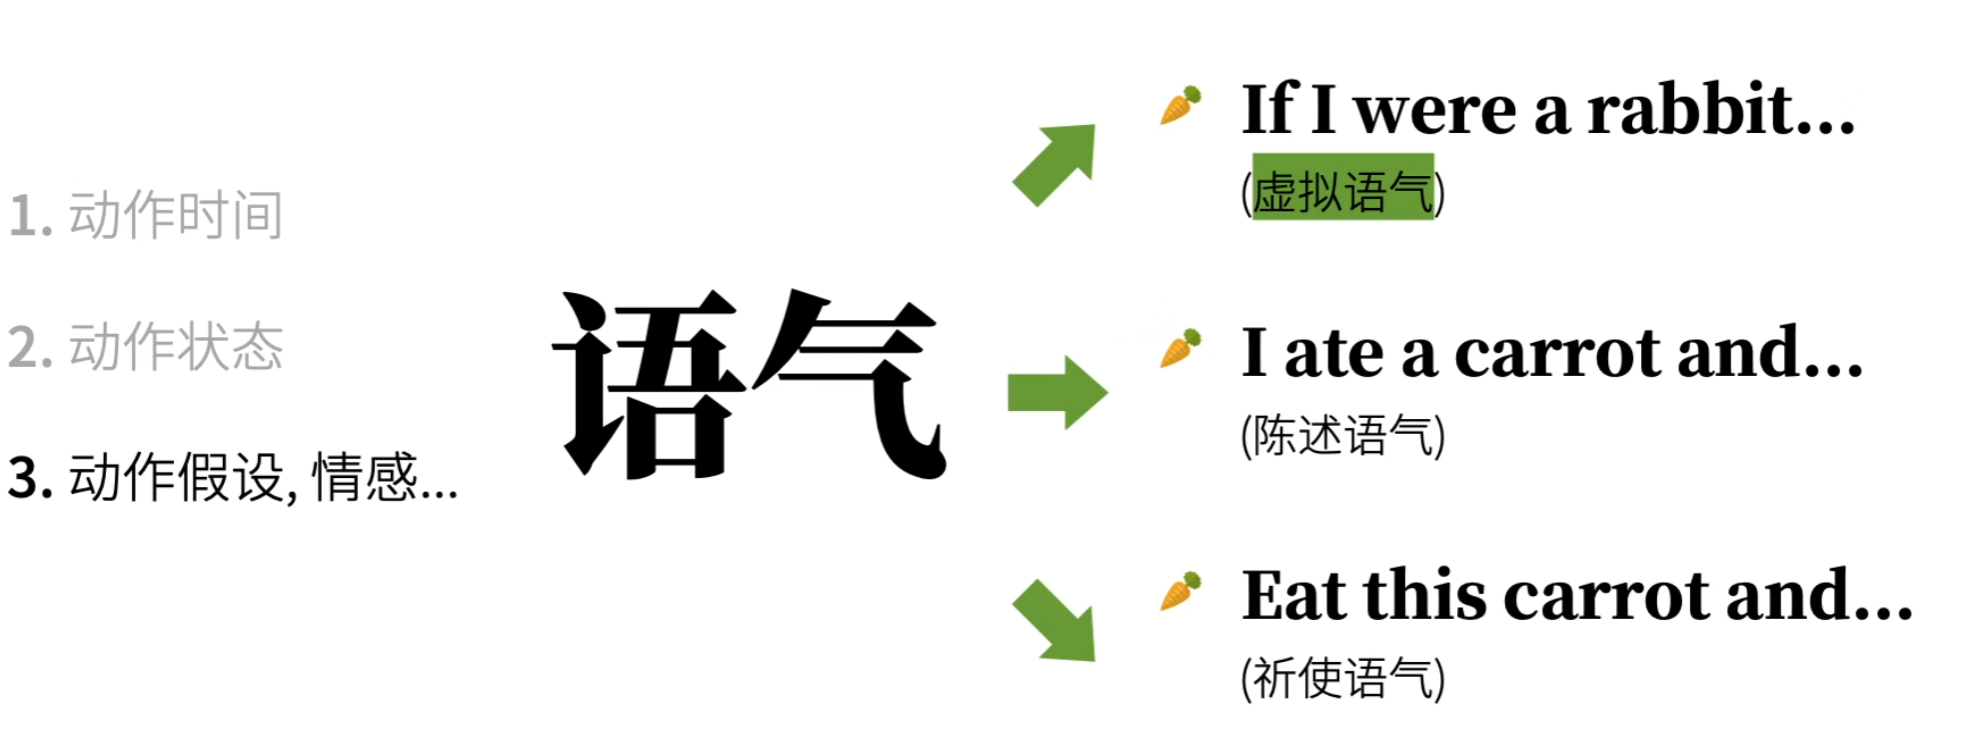 1. 动作时间
2. 动作状态
3. 动作假设, 情感...
语气
If I were a rabbit...
(虚拟语气)
I ate a carrot and...
(陈述语气)
Eat this carrot and...
(祈使语气)